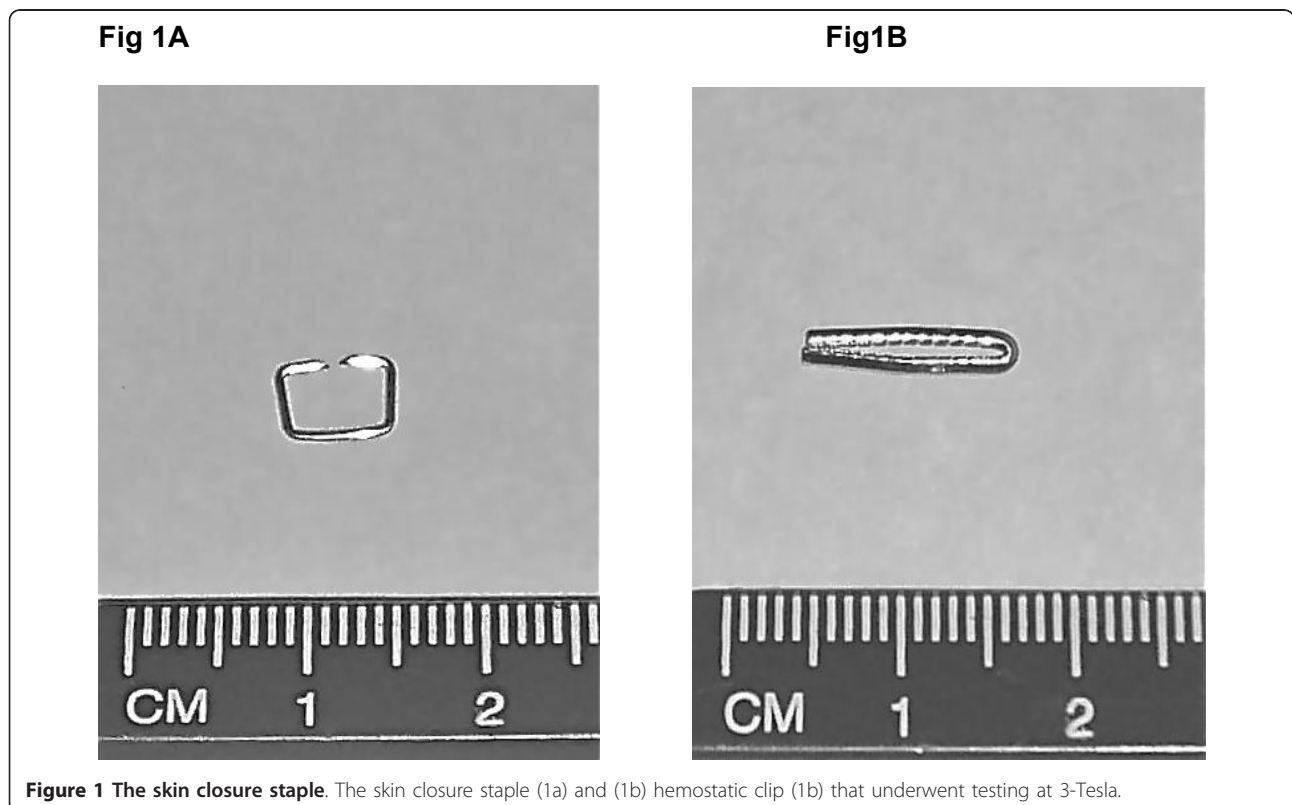 Fig 1A
Fig1B
CM 1 2
CM 1 2
Figure 1 The skin closure staple. The skin closure staple (1a) and (1b) hemostatic clip (1b) that underwent testing at 3-Tesla.